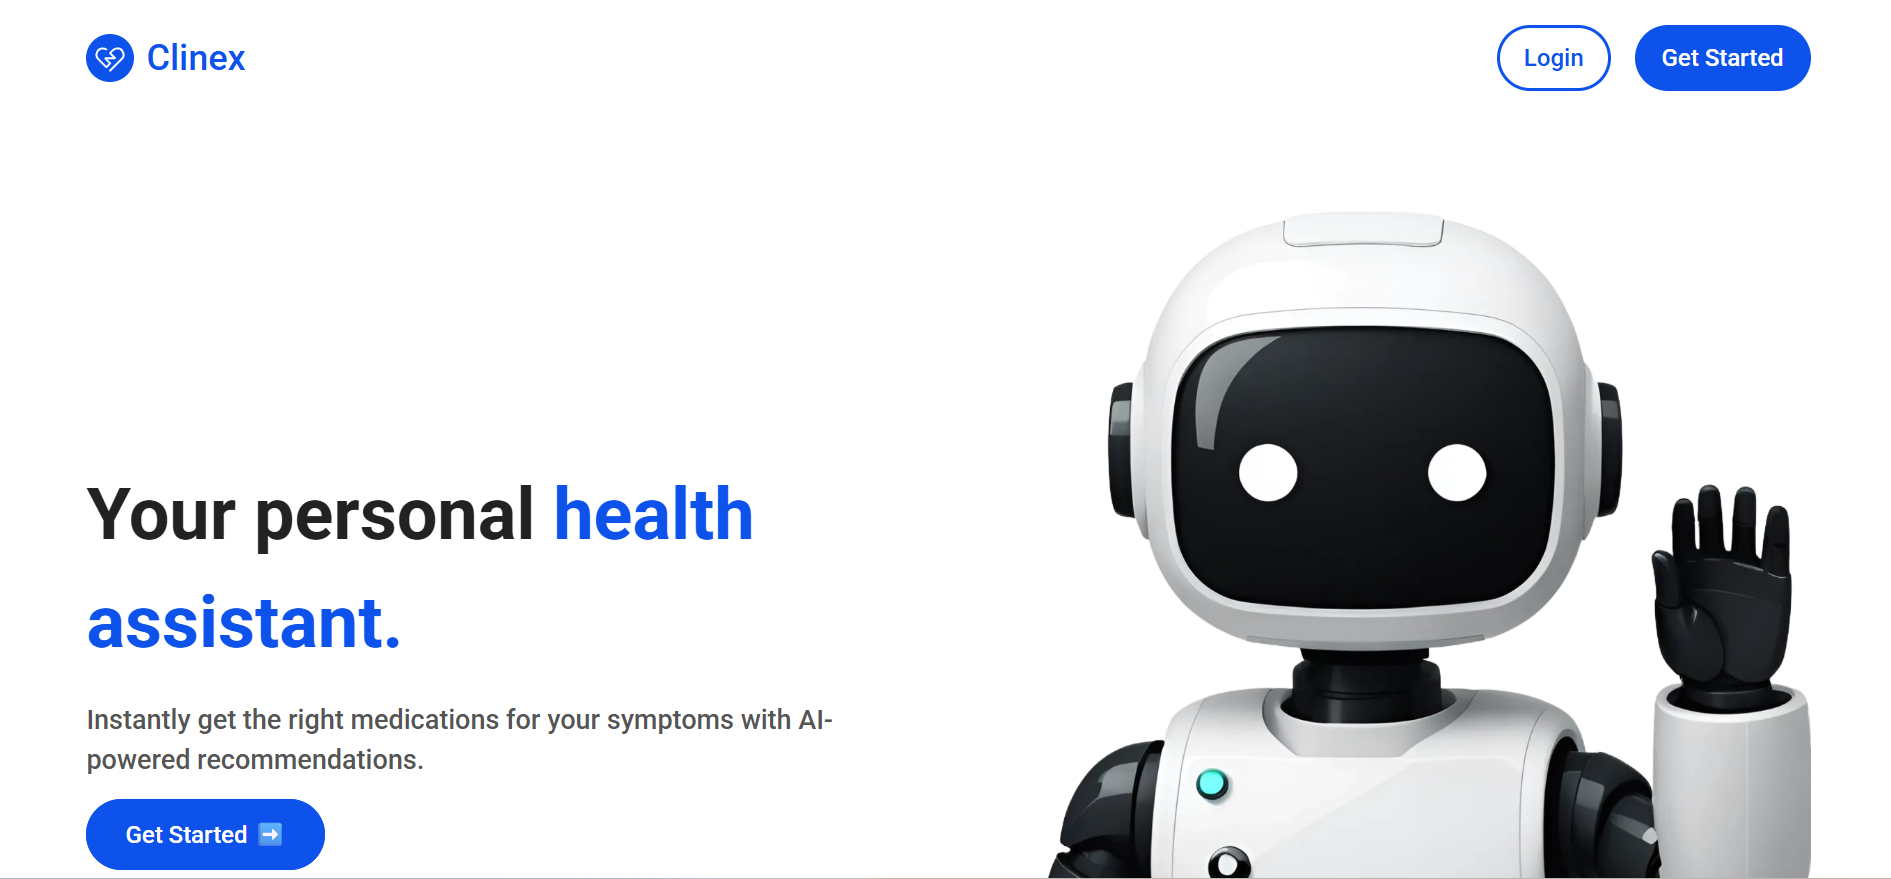 Clinex
Login
Get Started
Your personal health
assistant.
Instantly get the right medications for your symptoms with AI-
powered recommendations.
Get Started ➡️